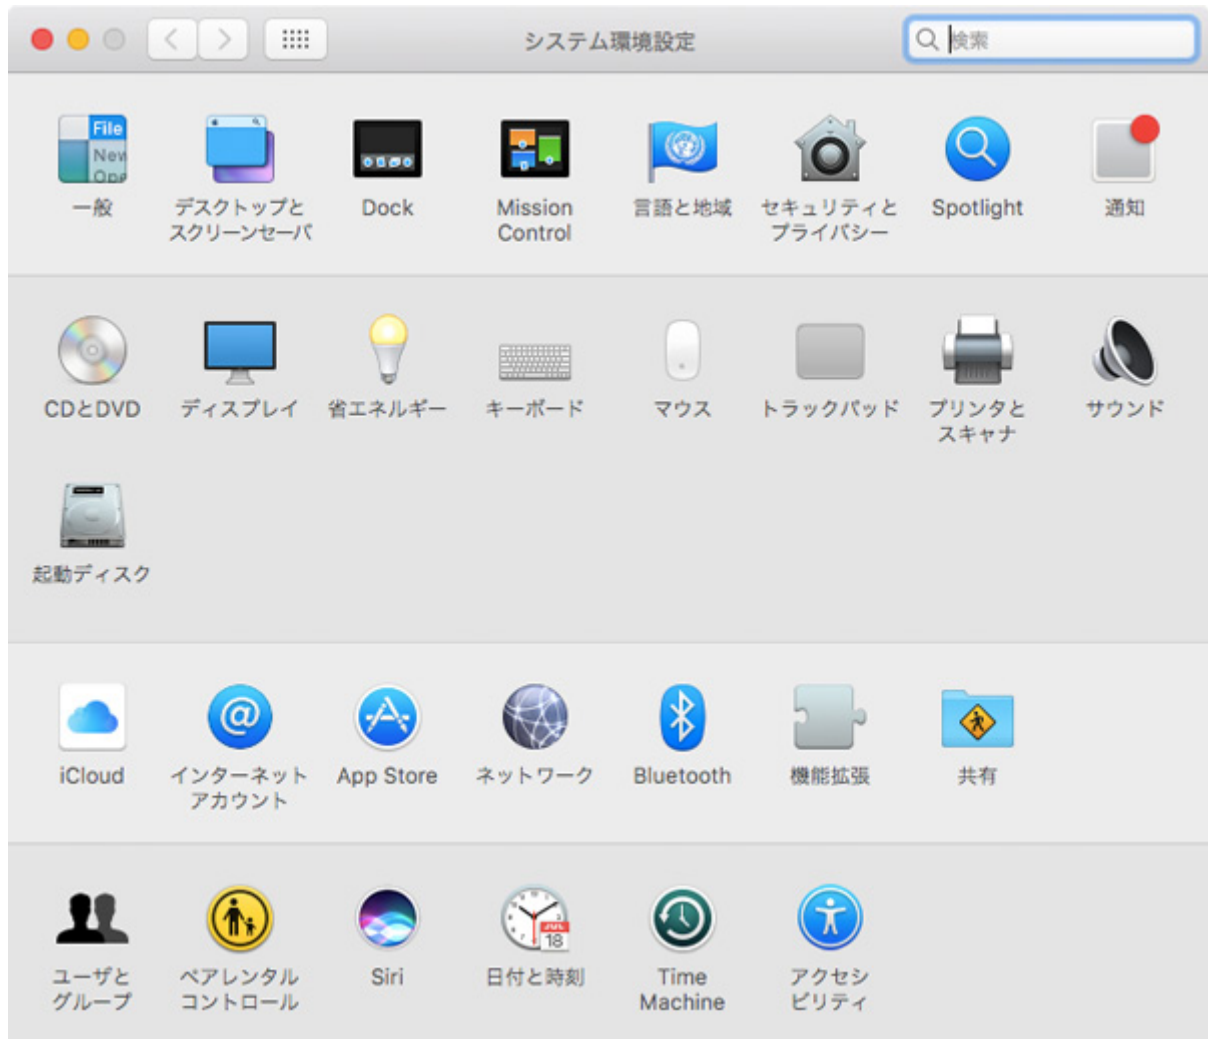 システム環境設定
検索
File
New
Ope
一般
デスクトップと
スクリーンセーバ
Dock
Mission
Control
言語と地域
セキュリティと
プライバシー
Spotlight
通知
CDとDVD
ディスプレイ
省エネルギー
キーボード
マウス
トラックパッド
プリンタと
スキャナ
サウンド
起動ディスク
iCloud
@
インターネット
アカウント
App Store
ネットワーク
Bluetooth
機能拡張
共有
ユーザと
グループ
ペアレンタル
コントロール
Siri
JUL
18
日付と時刻
Time
Machine
アクセシ
ビリティ